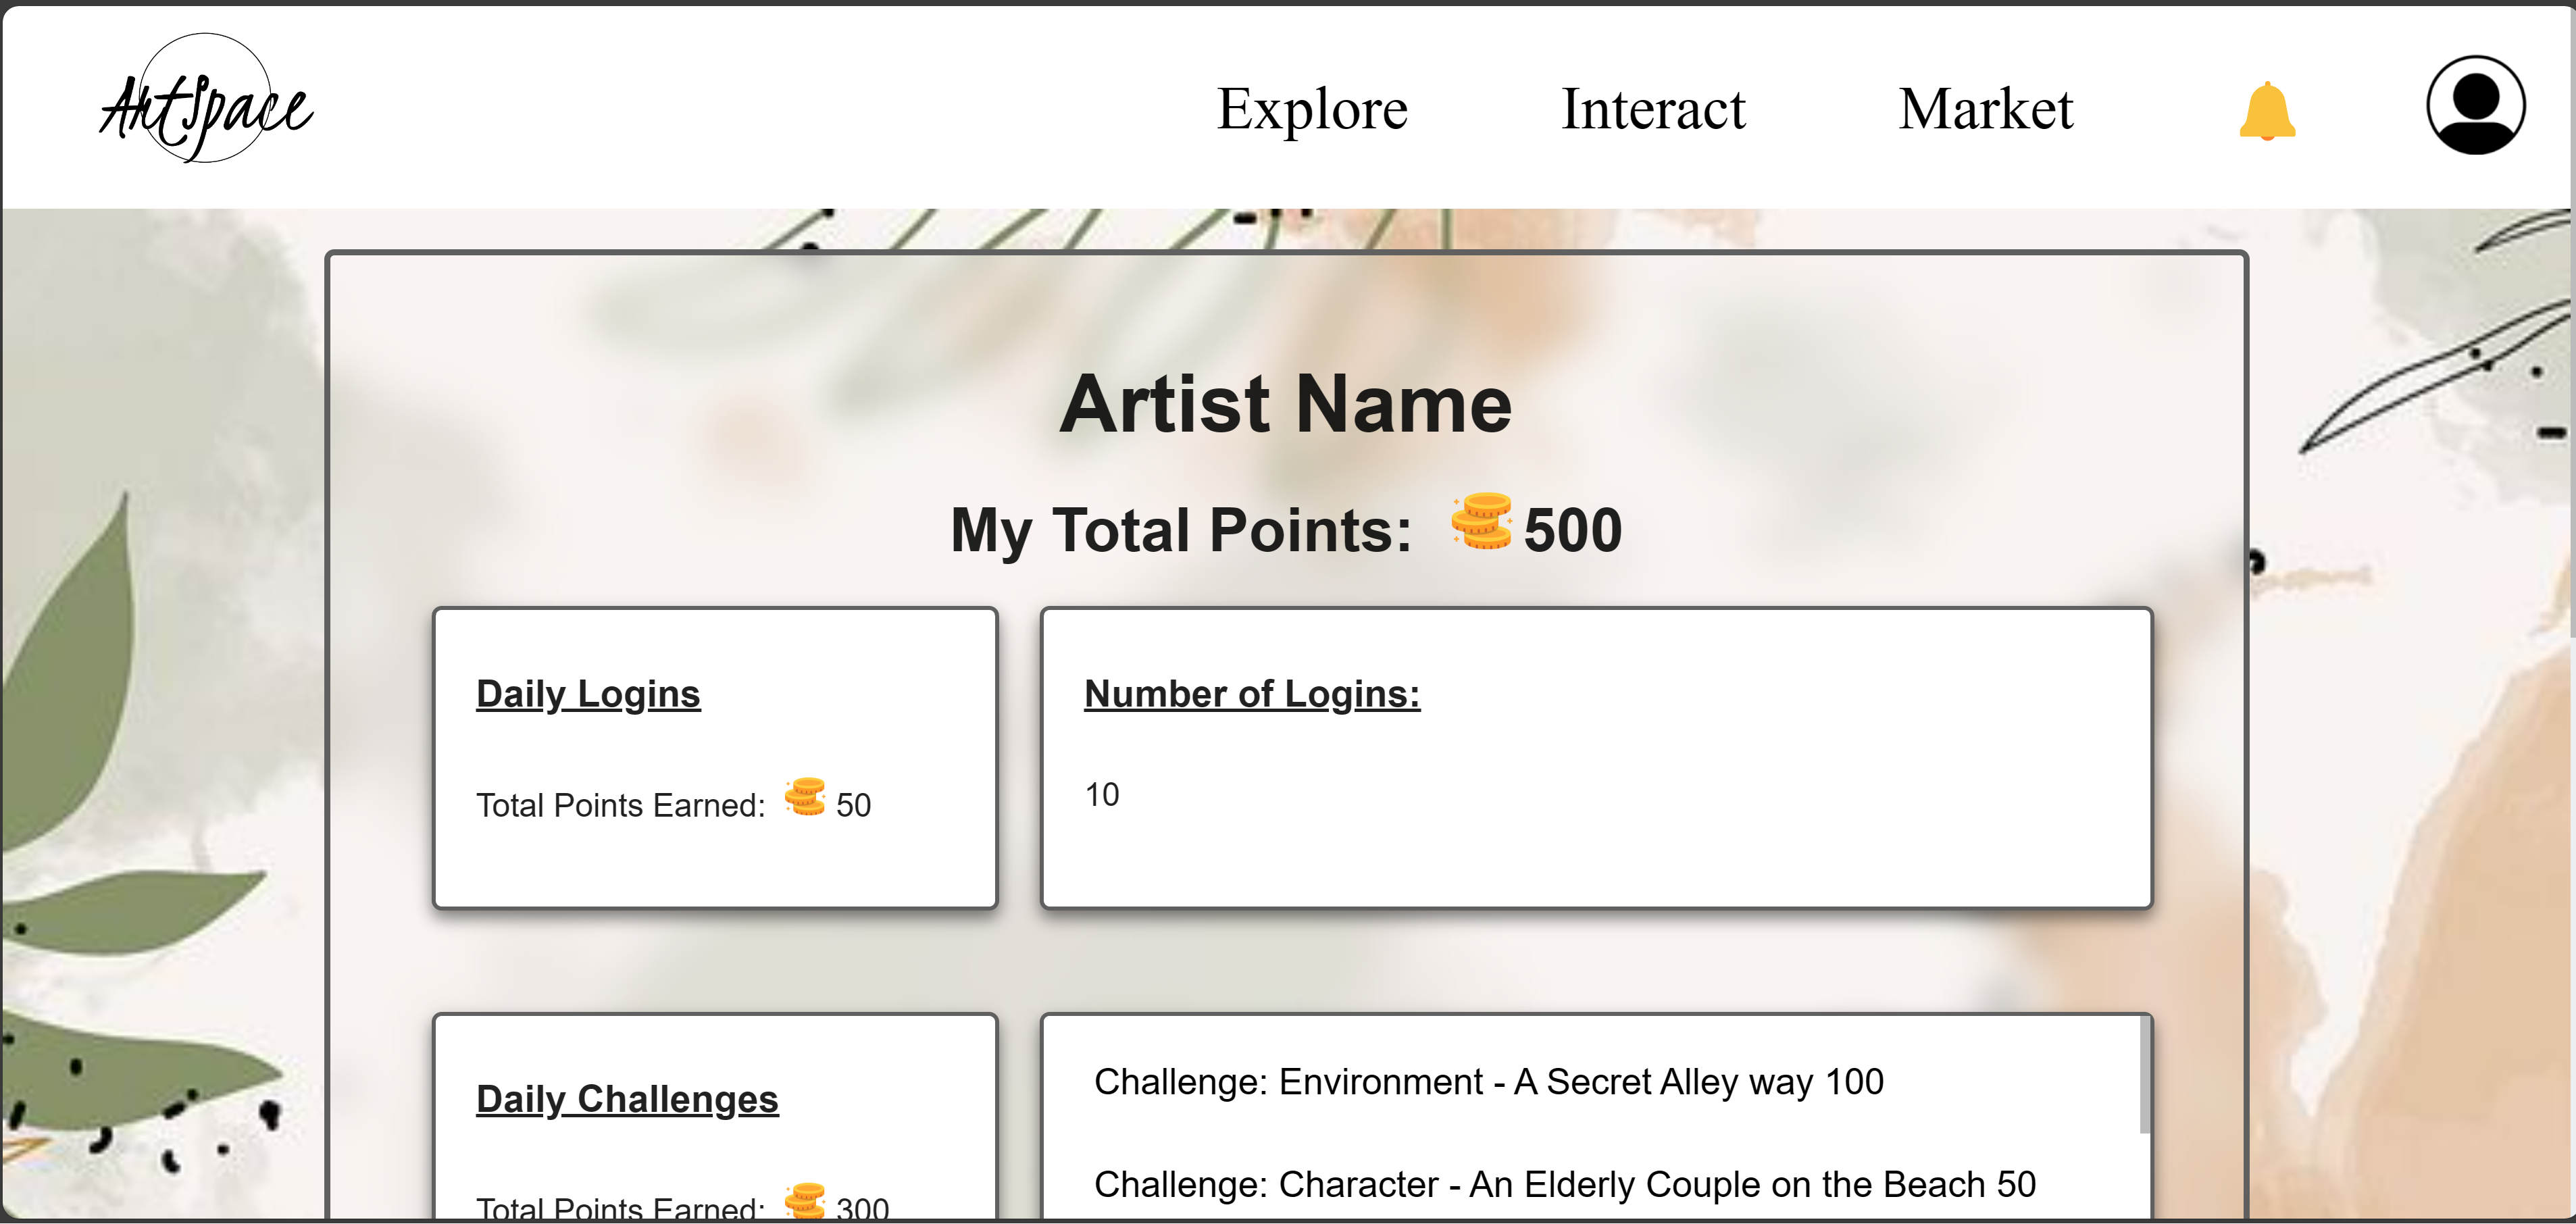 ArtSpace
Explore Interact Market
Artist Name
My Total Points: 500
Daily Logins
Total Points Earned: 50
Number of Logins:
10
Daily Challenges
Total Points Earned: 300
Challenge: Environment - A Secret Alley way 100
Challenge: Character - An Elderly Couple on the Beach 50